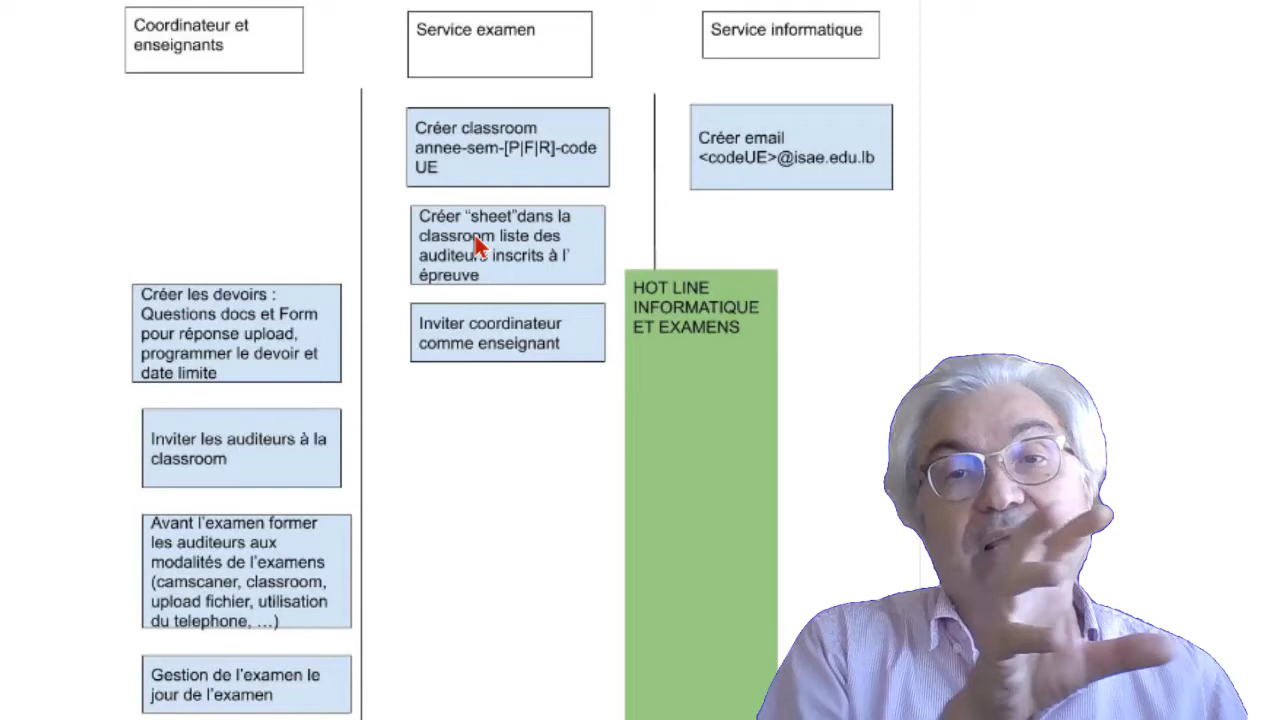 Coordinateur et
enseignants
Service examen
Service informatique
Créer classroom
annee-sem-[P|F|R]-code
UE
Créer email
<codeUE>@isae.edu.lb
Créer “sheet”dans la
classroom liste des
auditeurs inscrits à l’
épreuve
Inviter coordinateur
comme enseignant
HOT LINE
INFORMATIQUE
ET EXAMENS
Créer les devoirs :
Questions docs et Form
pour réponse upload,
programmer le devoir et
date limite
Inviter les auditeurs à la
classroom
Avant l’examen former
les auditeurs aux
modalités de l’examens
(camscaner, classroom,
upload fichier, utilisation
du telephone, …)
Gestion de l’examen le
jour de l’examen